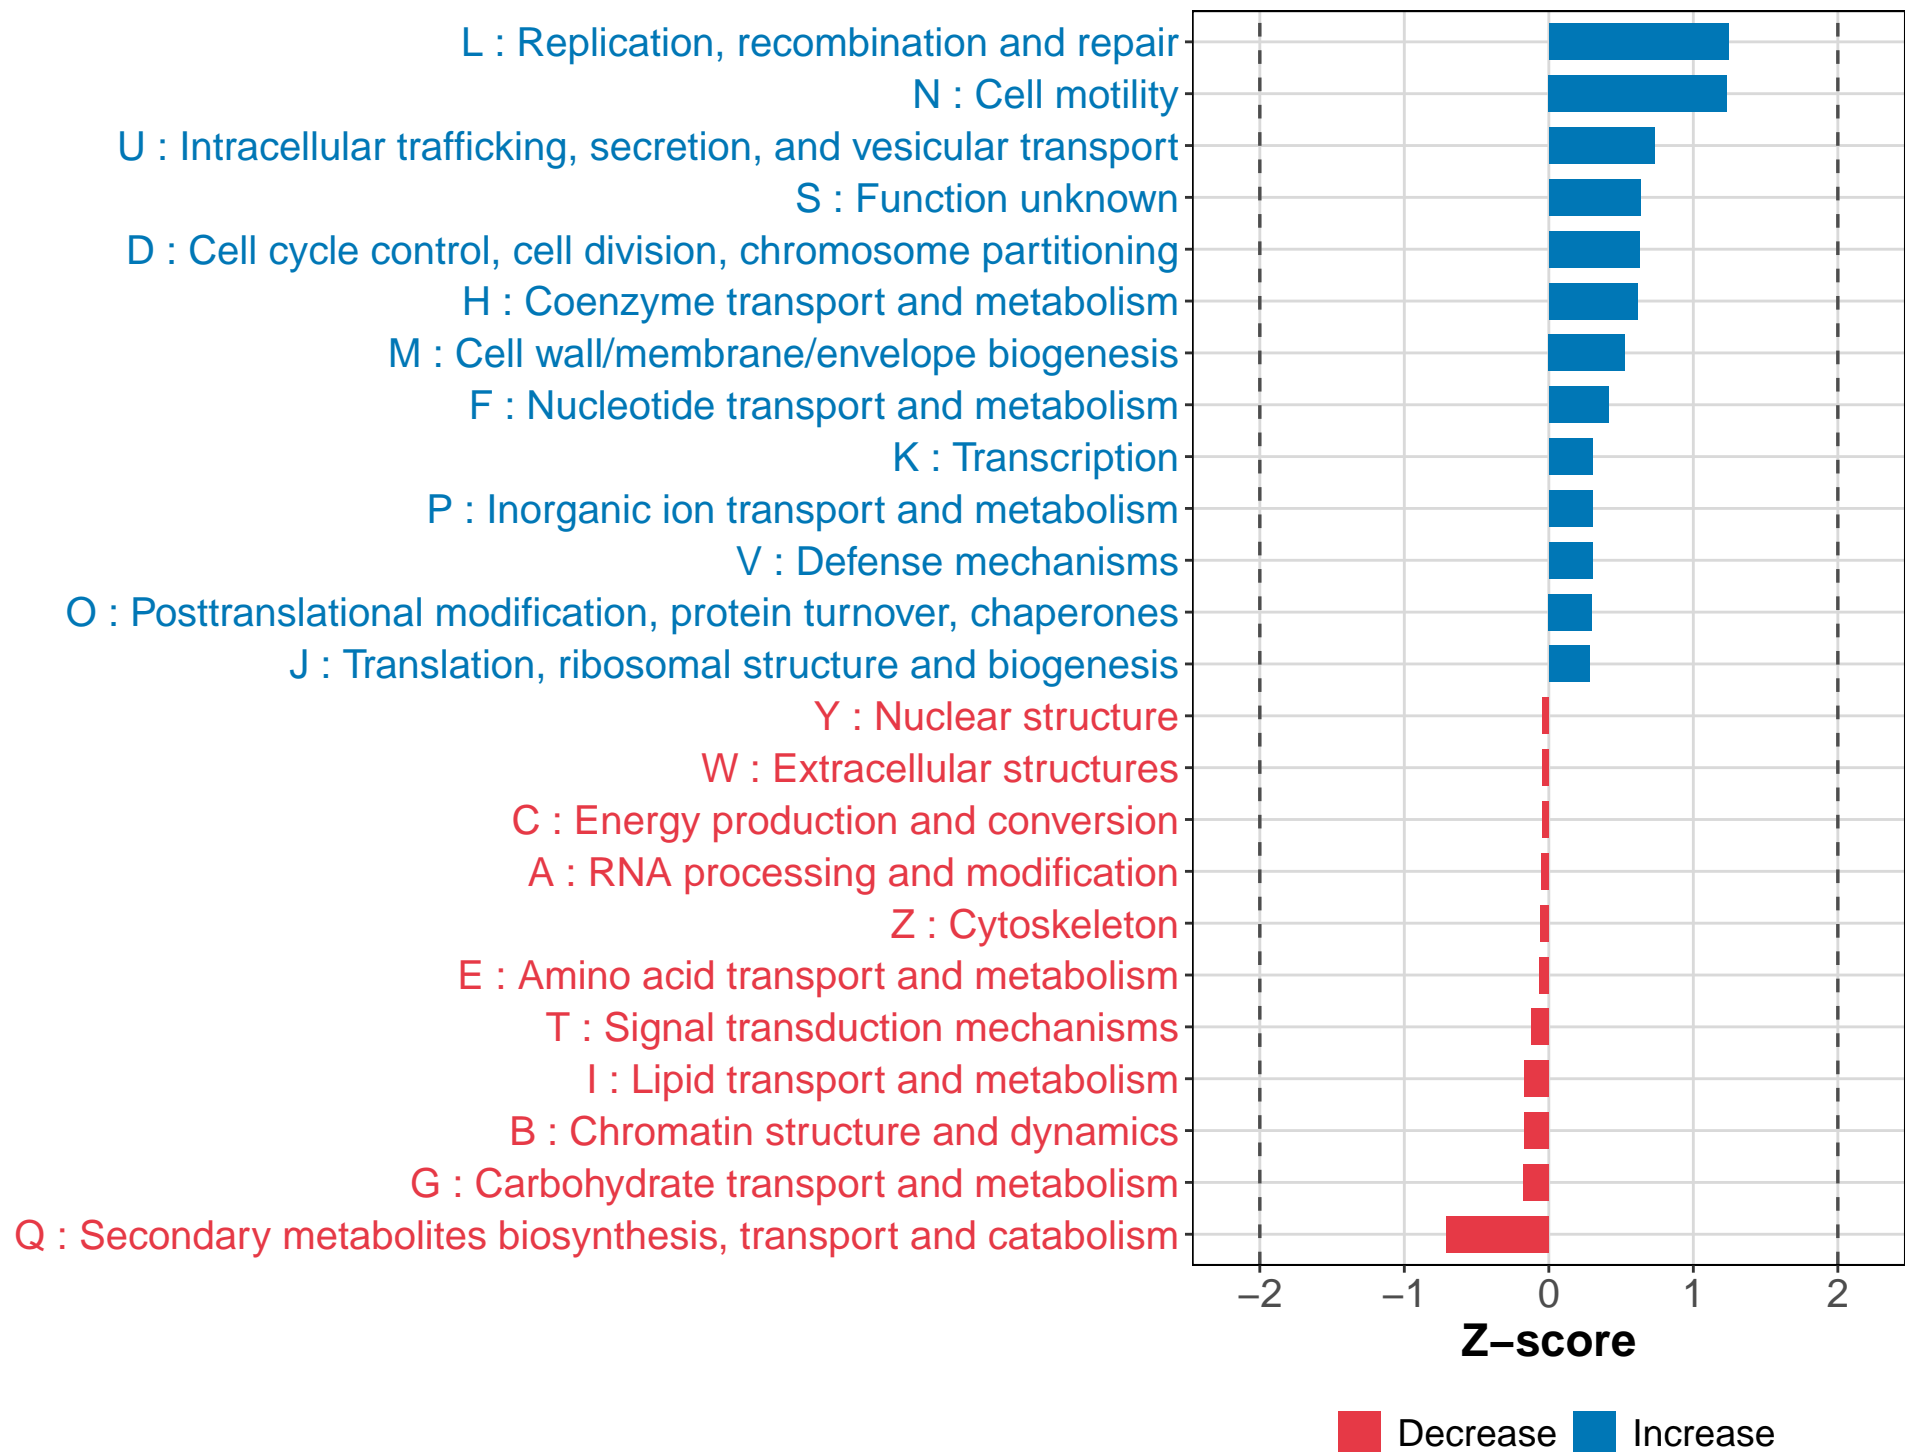 L : Replication, recombination and repair
N : Cell motility
U : Intracellular trafficking, secretion, and vesicular transport
S : Function unknown
D : Cell cycle control, cell division, chromosome partitioning
H : Coenzyme transport and metabolism
M : Cell wall/membrane/envelope biogenesis
F : Nucleotide transport and metabolism
K : Transcription
P : Inorganic ion transport and metabolism
V : Defense mechanisms
O : Posttranslational modification, protein turnover, chaperones
J : Translation, ribosomal structure and biogenesis
Y : Nuclear structure
W : Extracellular structures
C : Energy production and conversion
A : RNA processing and modification
Z : Cytoskeleton
E : Amino acid transport and metabolism
T : Signal transduction mechanisms
I : Lipid transport and metabolism
B : Chromatin structure and dynamics
G : Carbohydrate transport and metabolism
Q : Secondary metabolites biosynthesis, transport and catabolism
−2 −1 0 1 2
Z−score
Decrease Increase